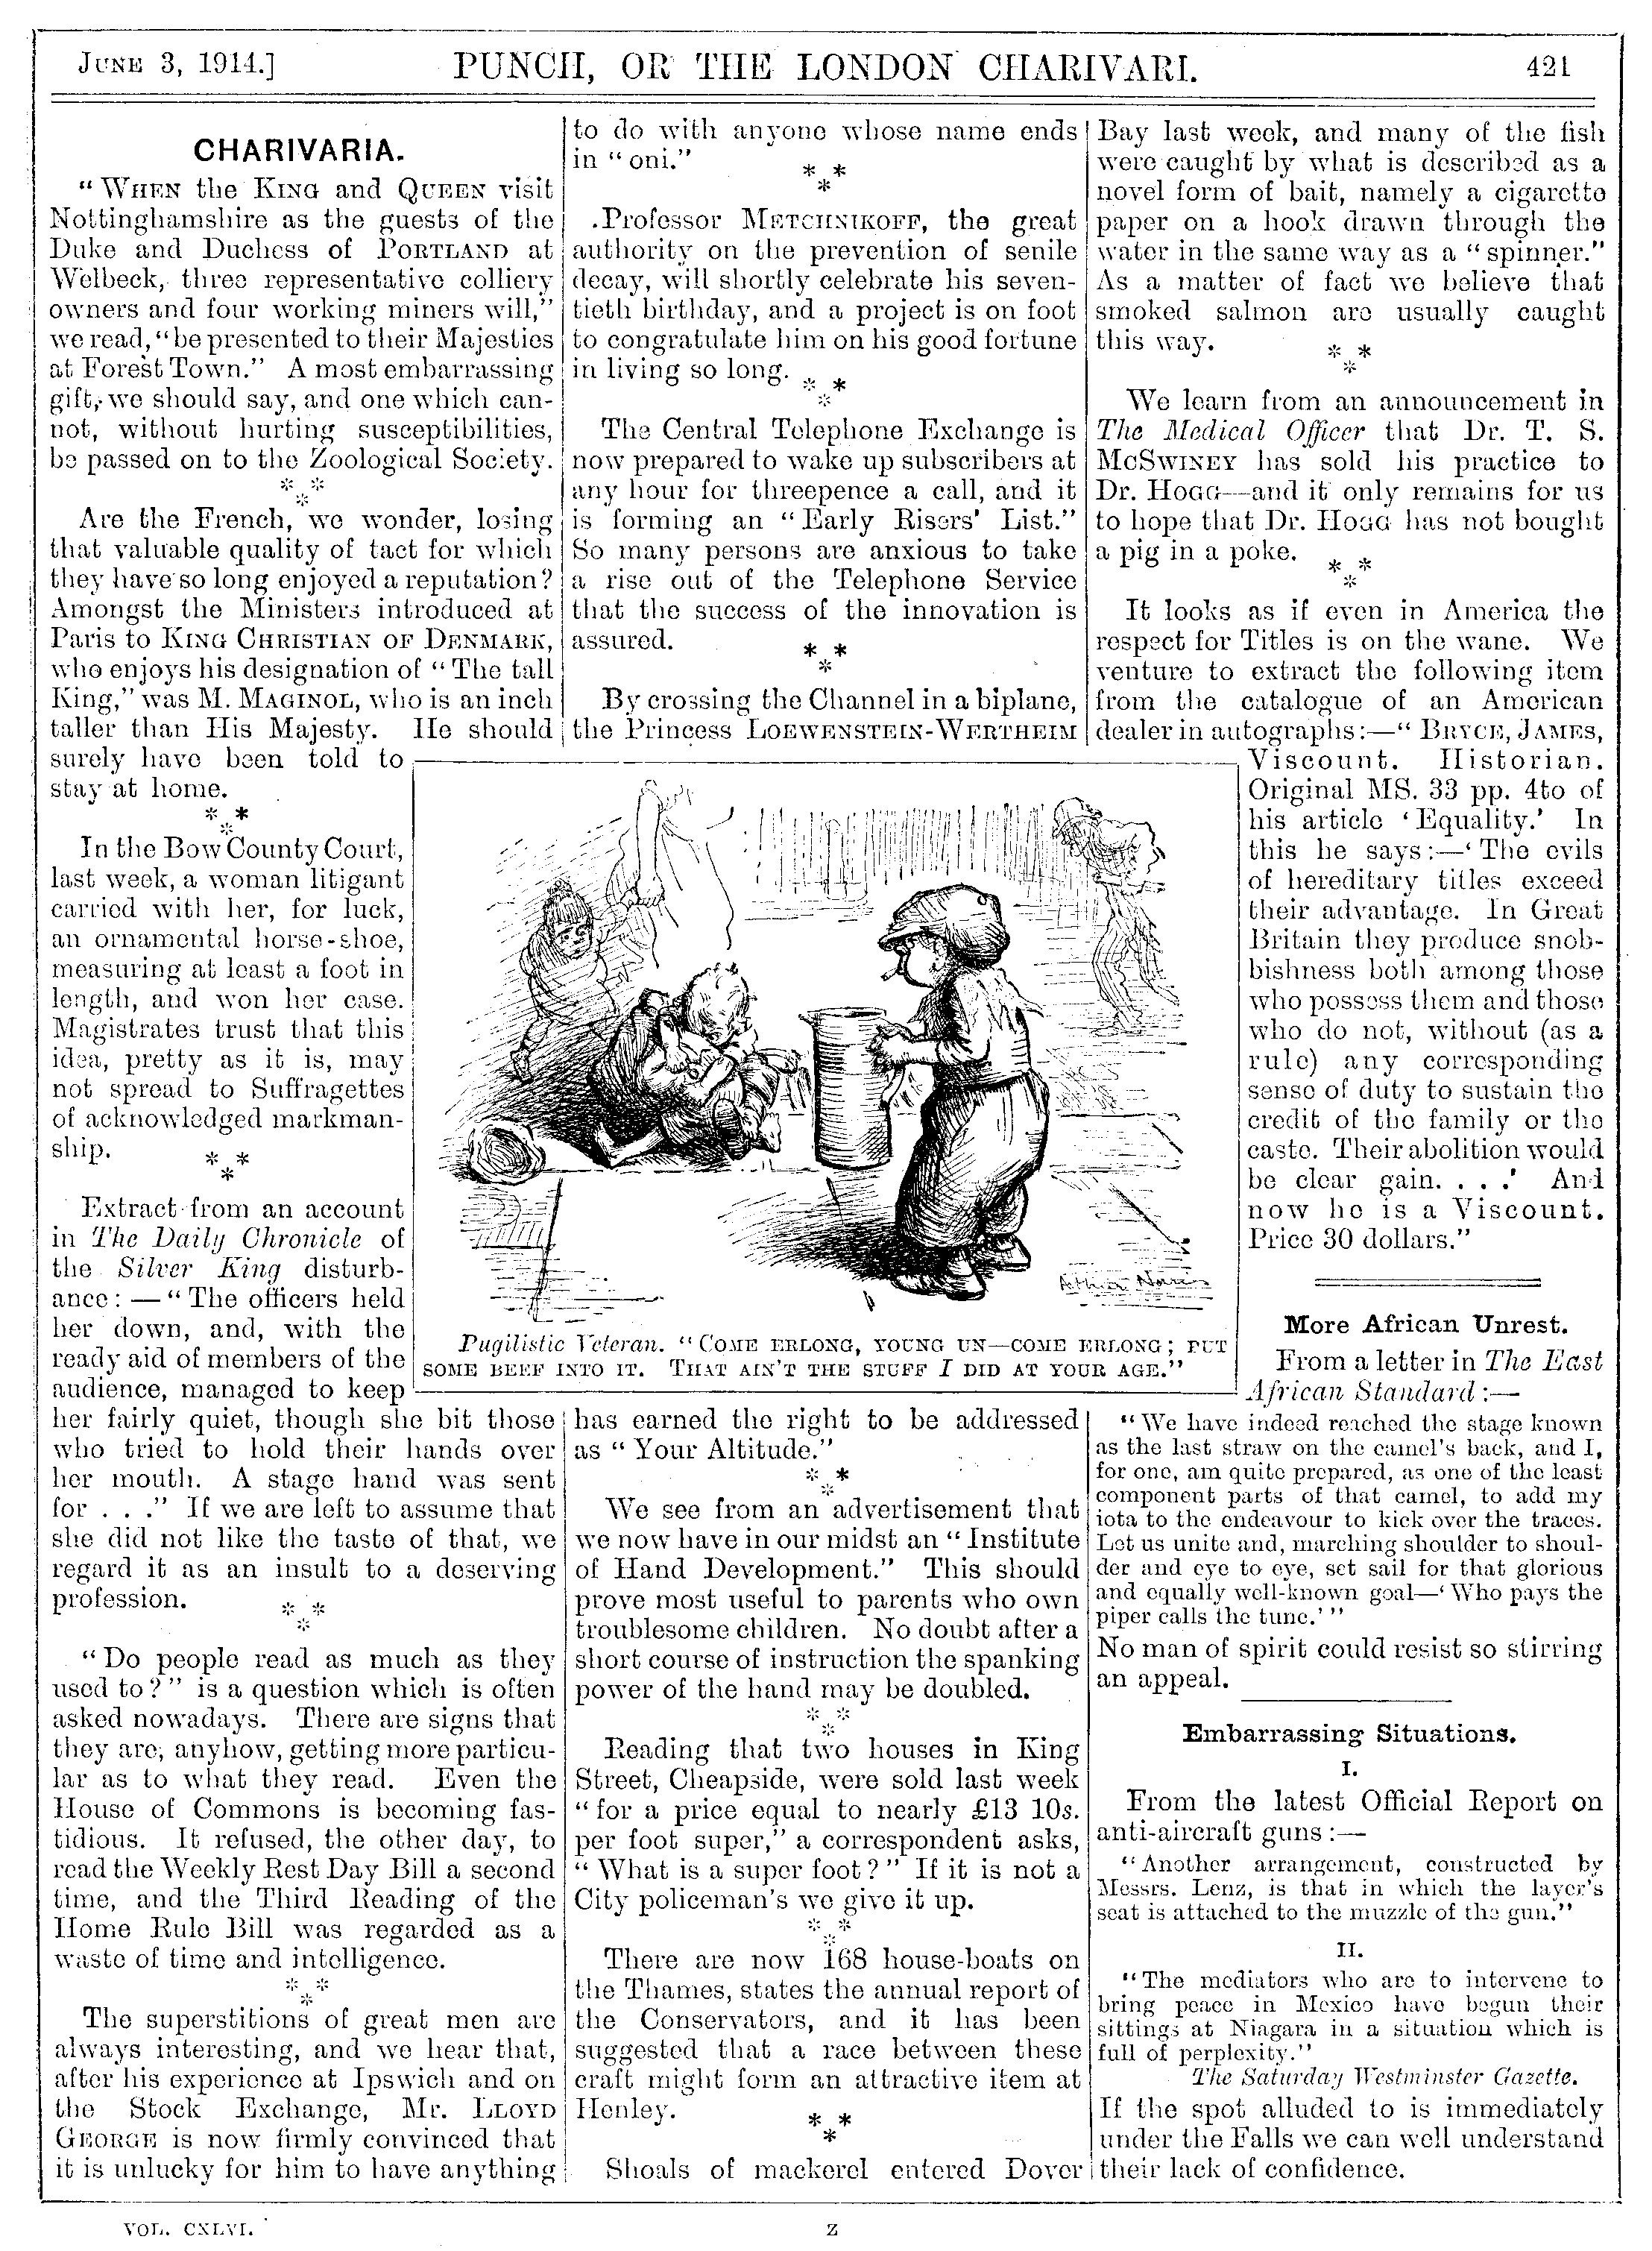 JUNE 3, 1914.]
PUNCH, OR THE LONDON CHARIVARI.
421
CHARIVARIA.
"WHEN the KING and QUEEN visit
Nottinghamshire as the guests of the
Duke and Duchess of PORTLAND at
Welbeck, three representative colliery
owners and four working miners will,"
we read, "be presented to their Majesties
at Forest Town." A most embarrassing
gift, we should say, and one which can-
not, without hurting susceptibilities,
be passed on to the Zoological Society.
* *
*
Are the French, we wonder, losing
that valuable quality of tact for which
they have so long enjoyed a reputation?
Amongst the Ministers introduced at
Paris to KING CHRISTIAN OF DENMARK,
who enjoys his designation of "The tall
King," was M. MAGINOL, who is an inch
taller than His Majesty. He should
surely have been told to
stay at home.
* *
*
In the Bow County Court,
last week, a woman litigant
carried with her, for luck,
an ornamental horse-shoe,
measuring at least a foot in
length, and won her case.
Magistrates trust that this
idea, pretty as it is, may
not spread to Suffragettes
of acknowledged markman-
ship.
* *
*
Extract from an account
in The Daily Chronicle of
the Silver King disturb-
ance: —"The officers held
her down, and, with the
ready aid of members of the
audience, managed to keep
her fairly quiet, though she bit those
who tried to hold their hands over
her mouth. A stage hand was sent
for . . ." If we are left to assume that
she did not like the taste of that, we
regard it as an insult to a deserving
profession.
* *
*
"Do people read as much as they
used to?" is a question which is often
asked nowadays. There are signs that
they are, anyhow, getting more particu-
lar as to what they read. Even the
House of Commons is becoming fas-
tidious. It refused, the other day, to
read the Weekly Rest Day Bill a second
time, and the Third Reading of the
Home Rule Bill was regarded as a
waste of time and intelligence.
* *
*
The superstitions of great men are
always interesting, and we hear that,
after his experience at Ipswich and on
the Stock Exchange, Mr. LLOYD
GEORGE is now firmly convinced that
it is unlucky for him to have anything
to do with anyone whose name ends
in "oni."
* *
*
Professor METCHNIKOFF, the great
authority on the prevention of senile
decay, will shortly celebrate his seven-
tieth birthday, and a project is on foot
to congratulate him on his good fortune
in living so long.
* *
*
The Central Telephone Exchange is
now prepared to wake up subscribers at
any hour for threepence a call, and it
is forming an "Early Risers' List."
So many persons are anxious to take
a rise out of the Telephone Service
that the success of the innovation is
assured.
* *
*
By crossing the Channel in a biplane,
the Princess LOEWENSTEIN-WERTHEIM
Arthur Norris
Pugilistic Veteran. "COME ERLONG, YOUNG UN—COME ERLONG; PUT
SOME BEEF INTO IT. THAT AIN'T THE STUFF I DID AT YOUR AGE."
has earned the right to be addressed
as "Your Altitude."
* *
*
We see from an advertisement that
we now have in our midst an "Institute
of Hand Development." This should
prove most useful to parents who own
troublesome children. No doubt after a
short course of instruction the spanking
power of the hand may be doubled.
* *
*
Reading that two houses in King
Street, Cheapside, were sold last week
"for a price equal to nearly £13 10s.
per foot super," a correspondent asks,
"What is a super foot?" If it is not a
City policeman's we give it up.
* *
*
There are now 168 house-boats on
the Thames, states the annual report of
the Conservators, and it has been
suggested that a race between these
craft might form an attractive item at
Henley.
* *
*
Shoals of mackerel entered Dover
Bay last week, and many of the fish
were caught by what is described as a
novel form of bait, namely a cigarette
paper on a hook drawn through the
water in the same way as a "spinner."
As a matter of fact we believe that
smoked salmon are usually caught
this way.
* *
*
We learn from an announcement in
The Medical Officer that Dr. T. S.
McSWINEY has sold his practice to
Dr. HOGG—and it only remains for us
to hope that Dr. HOGG has not bought
a pig in a poke.
* *
*
It looks as if even in America the
respect for Titles is on the wane. We
venture to extract the following item
from the catalogue of an American
dealer in autographs:—"BRYCE, JAMES,
Viscount. Historian.
Original MS. 33 pp. 4to of
his article 'Equality.' In
this he says:—'The evils
of hereditary titles exceed
their advantage. In Great
Britain they produce snob-
bishness both among those
who possess them and those
who do not, without (as a
rule) any corresponding
sense of duty to sustain the
credit of the family or the
caste. Their abolition would
be clear gain. . . .' And
now he is a Viscount.
Price 30 dollars."
More African Unrest.
From a letter in The East
African Standard:—
"We have indeed reached the stage known
as the last straw on the camel's back, and I,
for one, am quite prepared, as one of the least
component parts of that camel, to add my
iota to the endeavour to kick over the traces.
Let us unite and, marching shoulder to shoul-
der and eye to eye, set sail for that glorious
and equally well-known goal—'Who pays the
piper calls the tune.'"
No man of spirit could resist so stirring
an appeal.
Embarrassing Situations.
I.
From the latest Official Report on
anti-aircraft guns:—
"Another arrangement, constructed by
Messrs. Lenz, is that in which the layer's
seat is attached to the muzzle of the gun."
II.
"The mediators who are to intervene to
bring peace in Mexico have begun their
sittings at Niagara in a situation which is
full of perplexity."
The Saturday Westminster Gazette.
If the spot alluded to is immediately
under the Falls we can well understand
their lack of confidence.
VOL. CXLVI.
Z